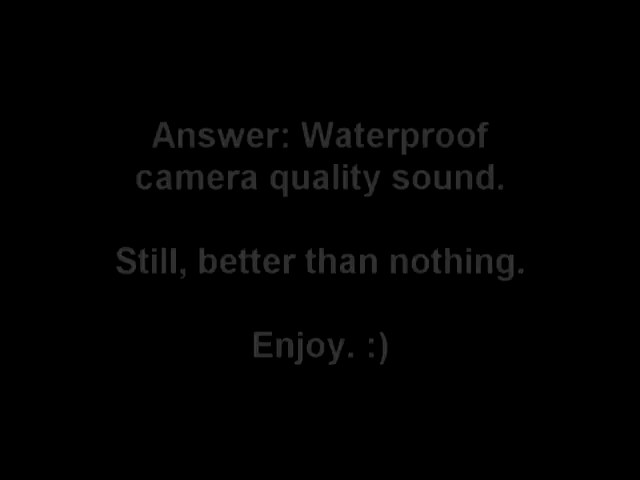 Answer: Waterproof
camera quality sound.
Still, better than nothing.
Enjoy. :)